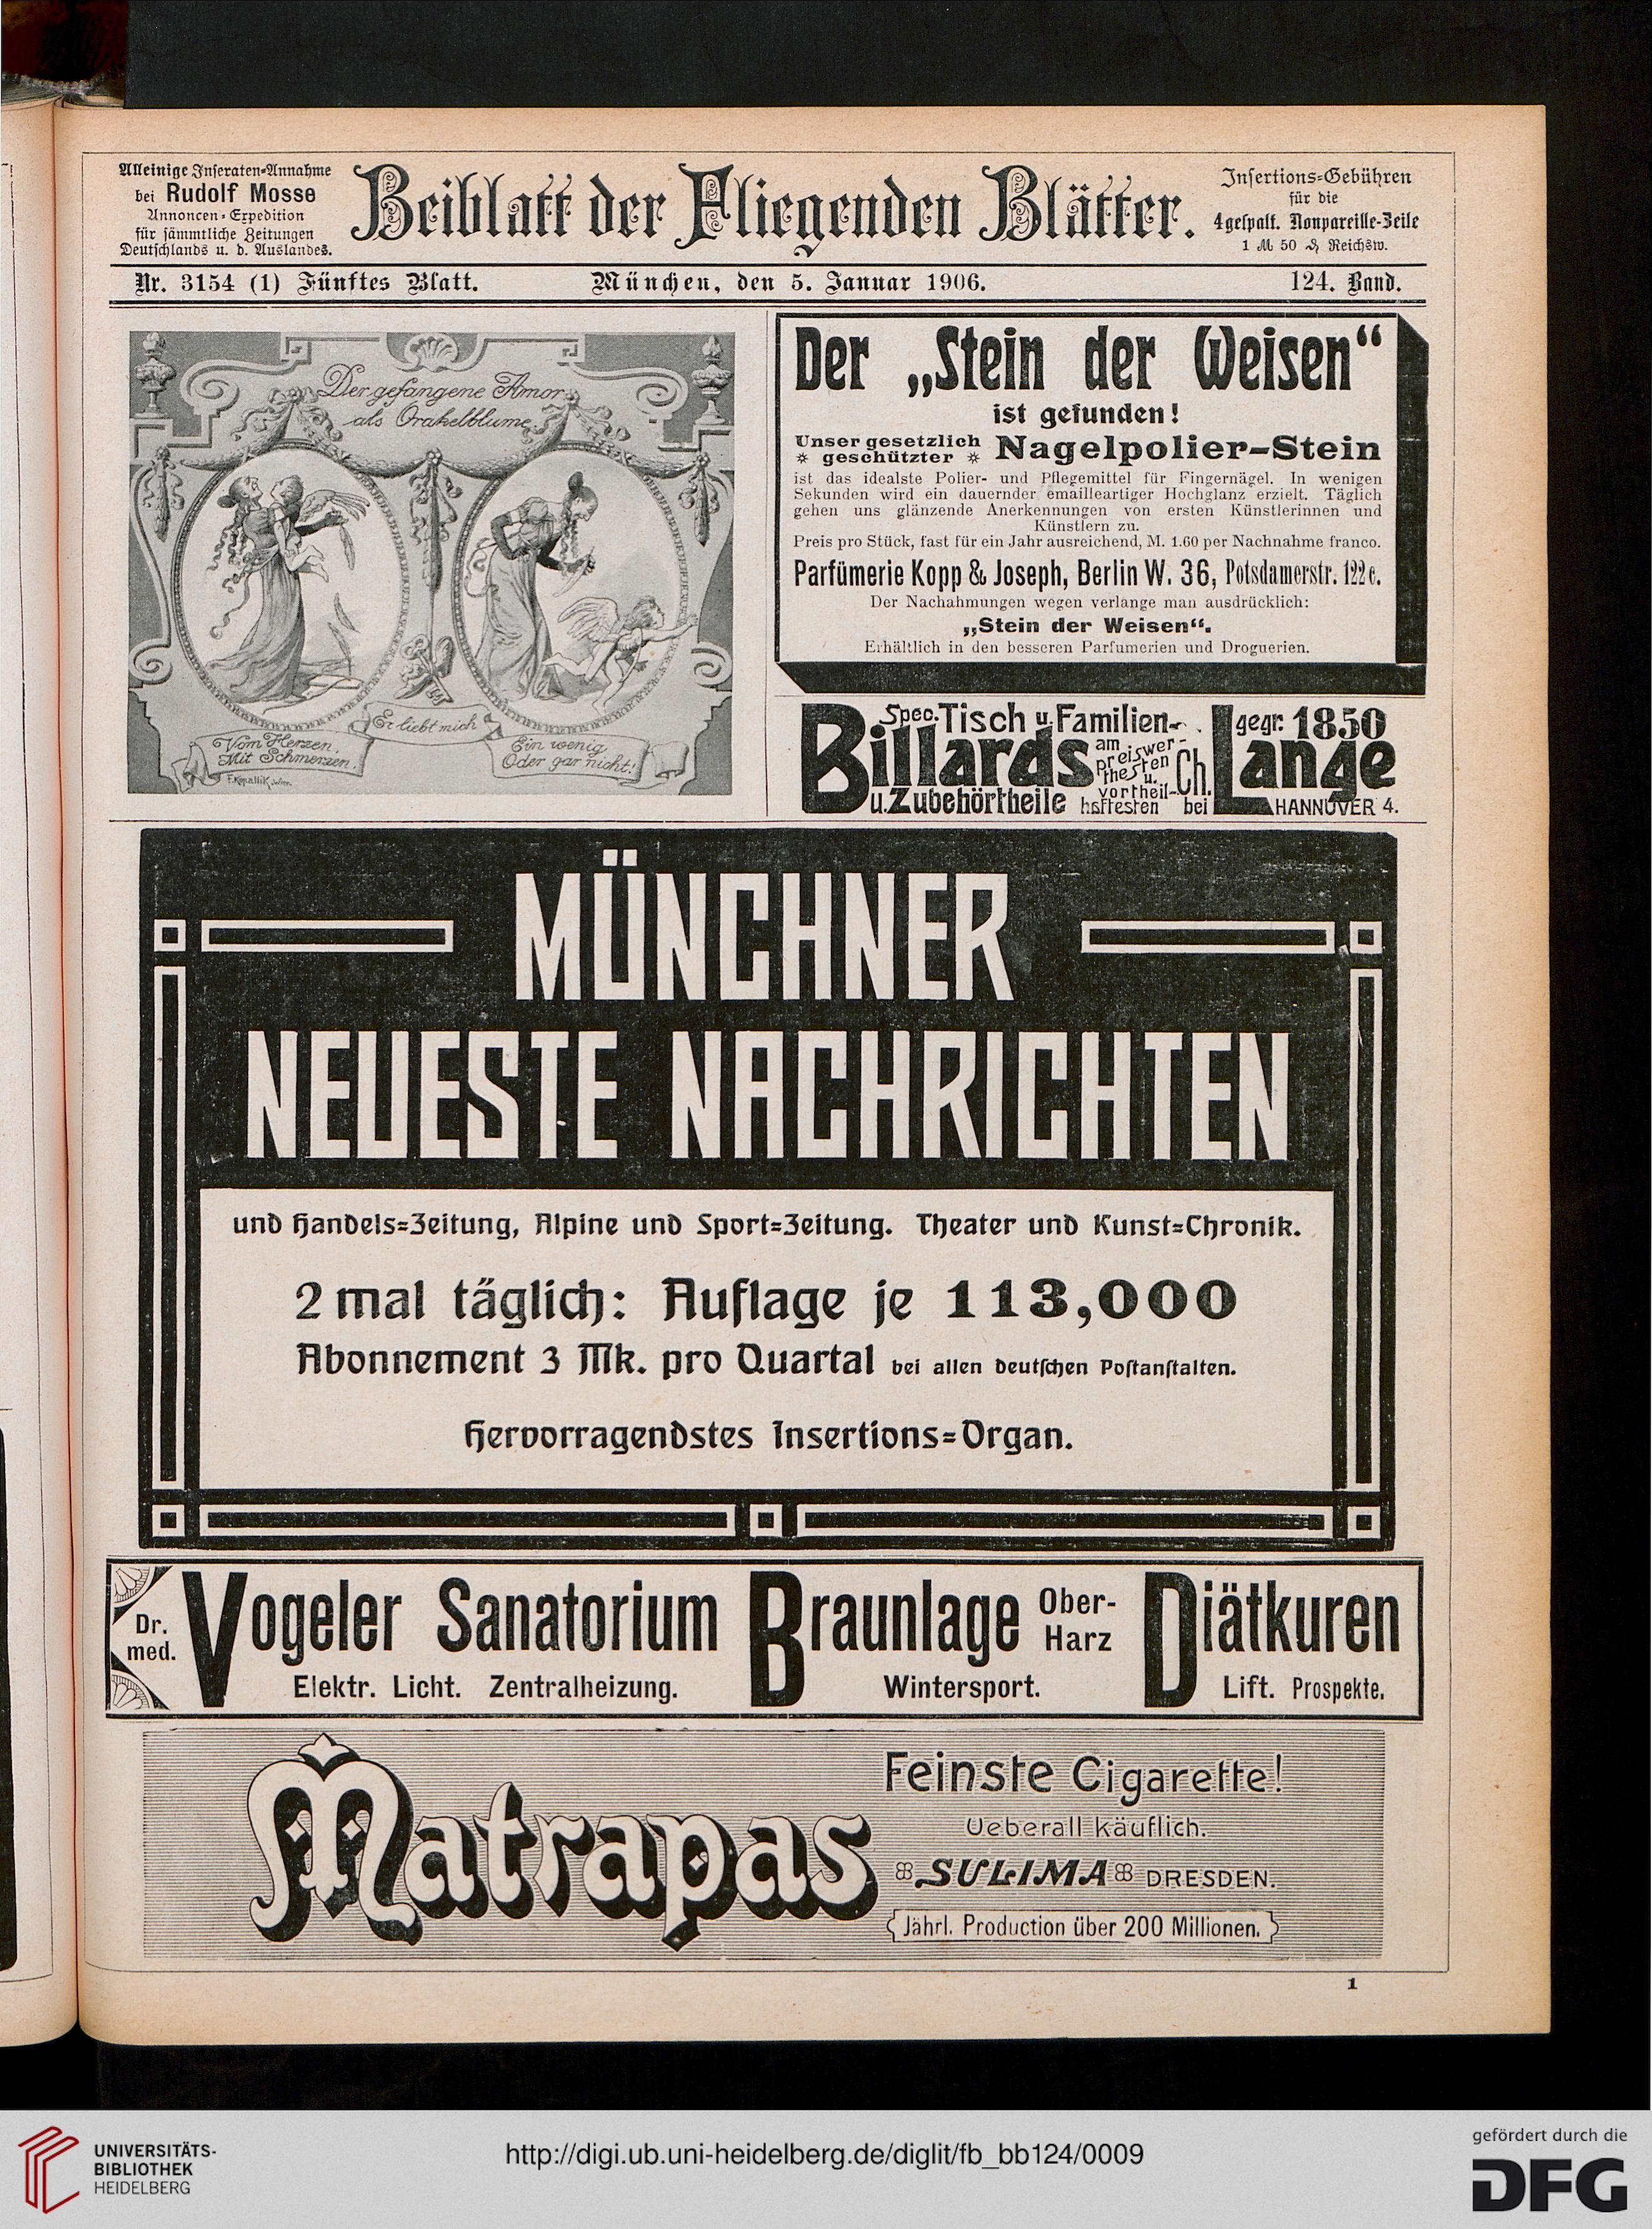 Alleinige Inseraten-Annahme
bei Rudolf Mosse
Annoncen-Expedition
für sämmtliche Zeitungen
Deutschlands u. d. Auslandes.
Beiblatt der Fliegenden Blätter.
Insertions-Gebühren
für die
4gespalt. Nonpareille-Zeile
1 ℳ 50 ₰ Reichsw.
Nr. 3154 (1) Fünftes Blatt. München, den 5. Januar 1906. 124. Band.
Der gefangene Amor
als Orakelblume
Er liebt mich
Vom Herzen,
Mit Schmerzen,
Ein wenig
Oder gar nicht!
Der „Stein der Weisen“
ist gefunden!
Unser gesetzlich
* geschützter *
Nagelpolier-Stein
ist das idealste Polier- und Pflegemittel für Fingernägel. In wenigen
Sekunden wird ein dauernder emailleartiger Hochglanz erzielt. Täglich
gehen uns glänzende Anerkennungen von ersten Künstlerinnen und
Künstlern zu.
Preis pro Stück, fast für ein Jahr ausreichend, M. 1.60 per Nachnahme franco.
Parfümerie Kopp & Joseph, Berlin W. 36, Potsdamerstr. 122c.
Der Nachahmungen wegen verlange man ausdrücklich:
„Stein der Weisen“.
Erhältlich in den besseren Parfumerien und Droguerien.
Spec. Tisch u. Familien-
Billards
u. Zubehörtheile
am
preiswer-
thesten
u.
vortheil-
haftesten
bei
Ch. Lange
gegr. 1850
HANNOVER 4.
MÜNCHNER
NEUESTE NACHRICHTEN
und Handels-Zeitung, Alpine und Sport-Zeitung. Theater und Kunst-Chronik.
2 mal täglich: Auflage je 113,000
Abonnement 3 Mk. pro Quartal bei allen deutschen Postanstalten.
Hervorragendstes Insertions-Organ.
Dr.
med.
Vogeler Sanatorium Braunlage Ober-
Harz Diätkuren
Elektr. Licht. Zentralheizung. Wintersport. Lift. Prospekte.
Matrapas
Feinste Cigarette!
Ueberall käuflich.
SULIMA DRESDEN.
Jährl. Production über 200 Millionen.
1
UNIVERSITÄTS-
BIBLIOTHEK
HEIDELBERG
http://digi.ub.uni-heidelberg.de/diglit/fb_bb124/0009
gefördert durch die
DFG